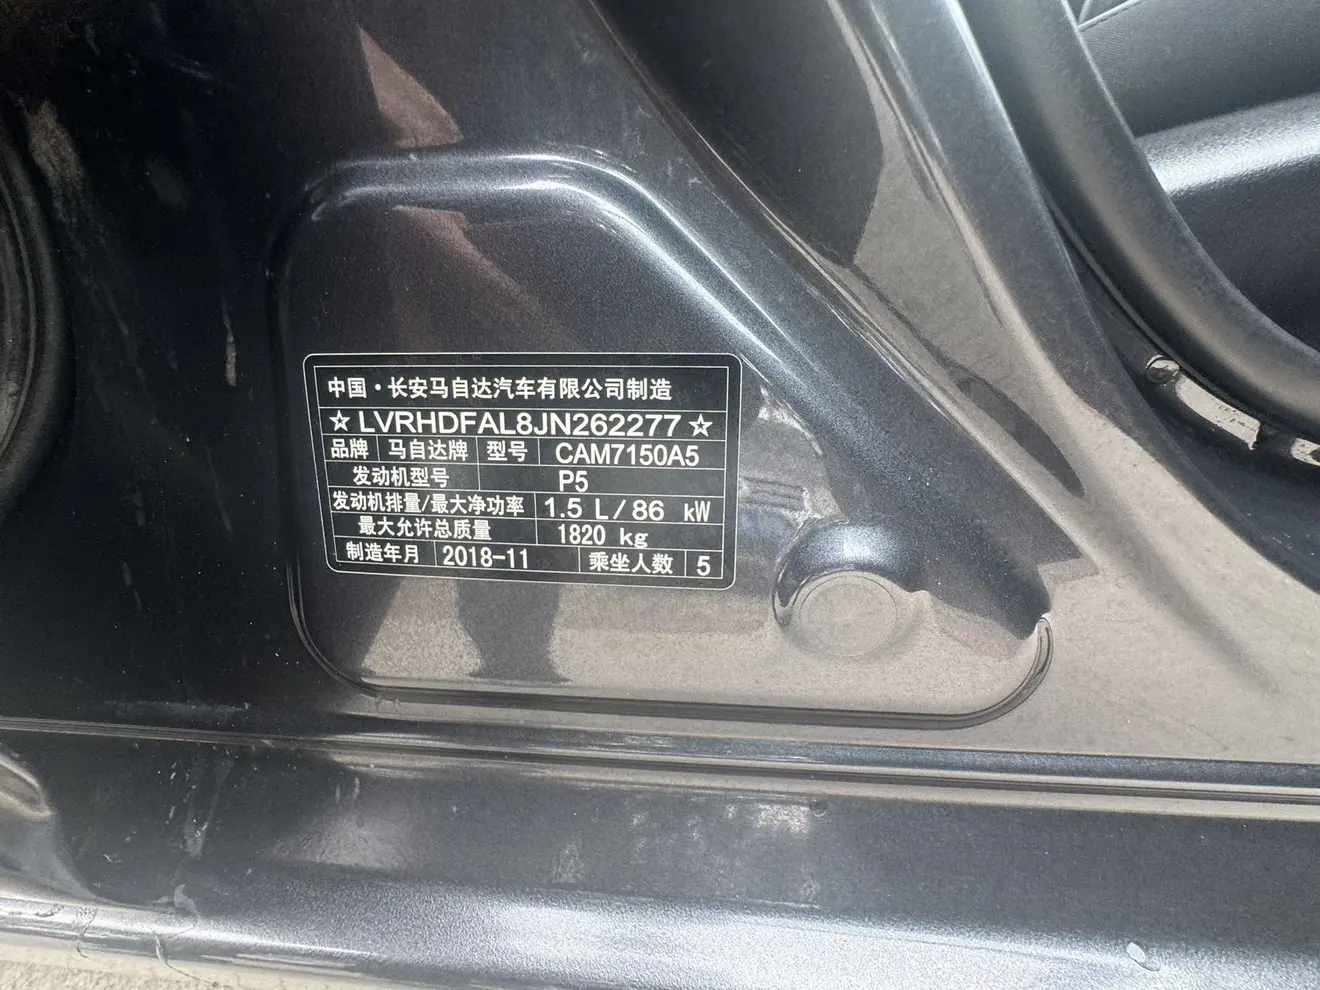 中国·长安马自达汽车有限公司制造
☆LVRHDFAL8JN262277☆
品牌 马自达牌 型号 CAM7150A5
发动机型号 P5
发动机排量/最大净功率 1.5 L/86 kW
最大允许总质量 1820 kg
制造年月 2018-11 乘坐人数 5